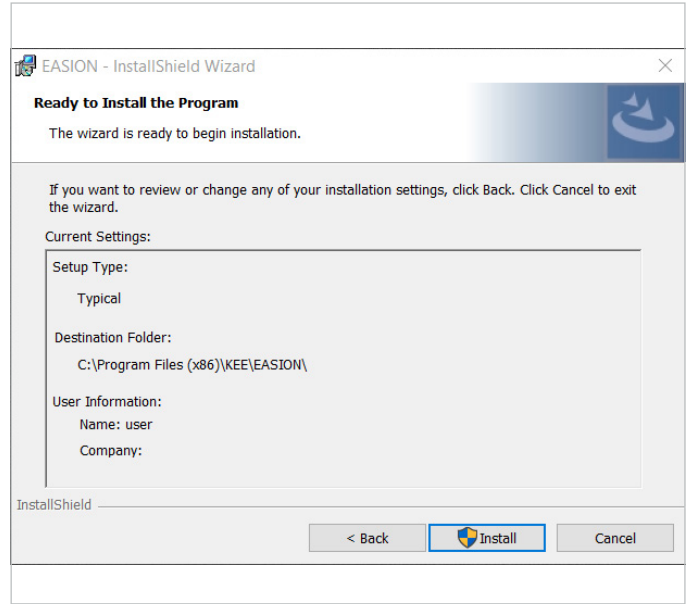 EASION - InstallShield Wizard
Ready to Install the Program
The wizard is ready to begin installation.
If you want to review or change any of your installation settings, click Back. Click Cancel to exit
the wizard.
Current Settings:
Setup Type:
Typical
Destination Folder:
C:\Program Files (x86)\KEE\EASION\
User Information:
Name: user
Company:
InstallShield
< Back Install Cancel